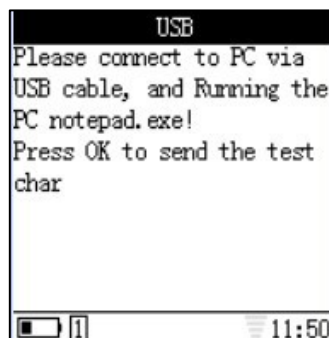 USB
Please connect to PC via
USB cable, and Running the
PC notepad.exe!
Press OK to send the test
char
1 11:50